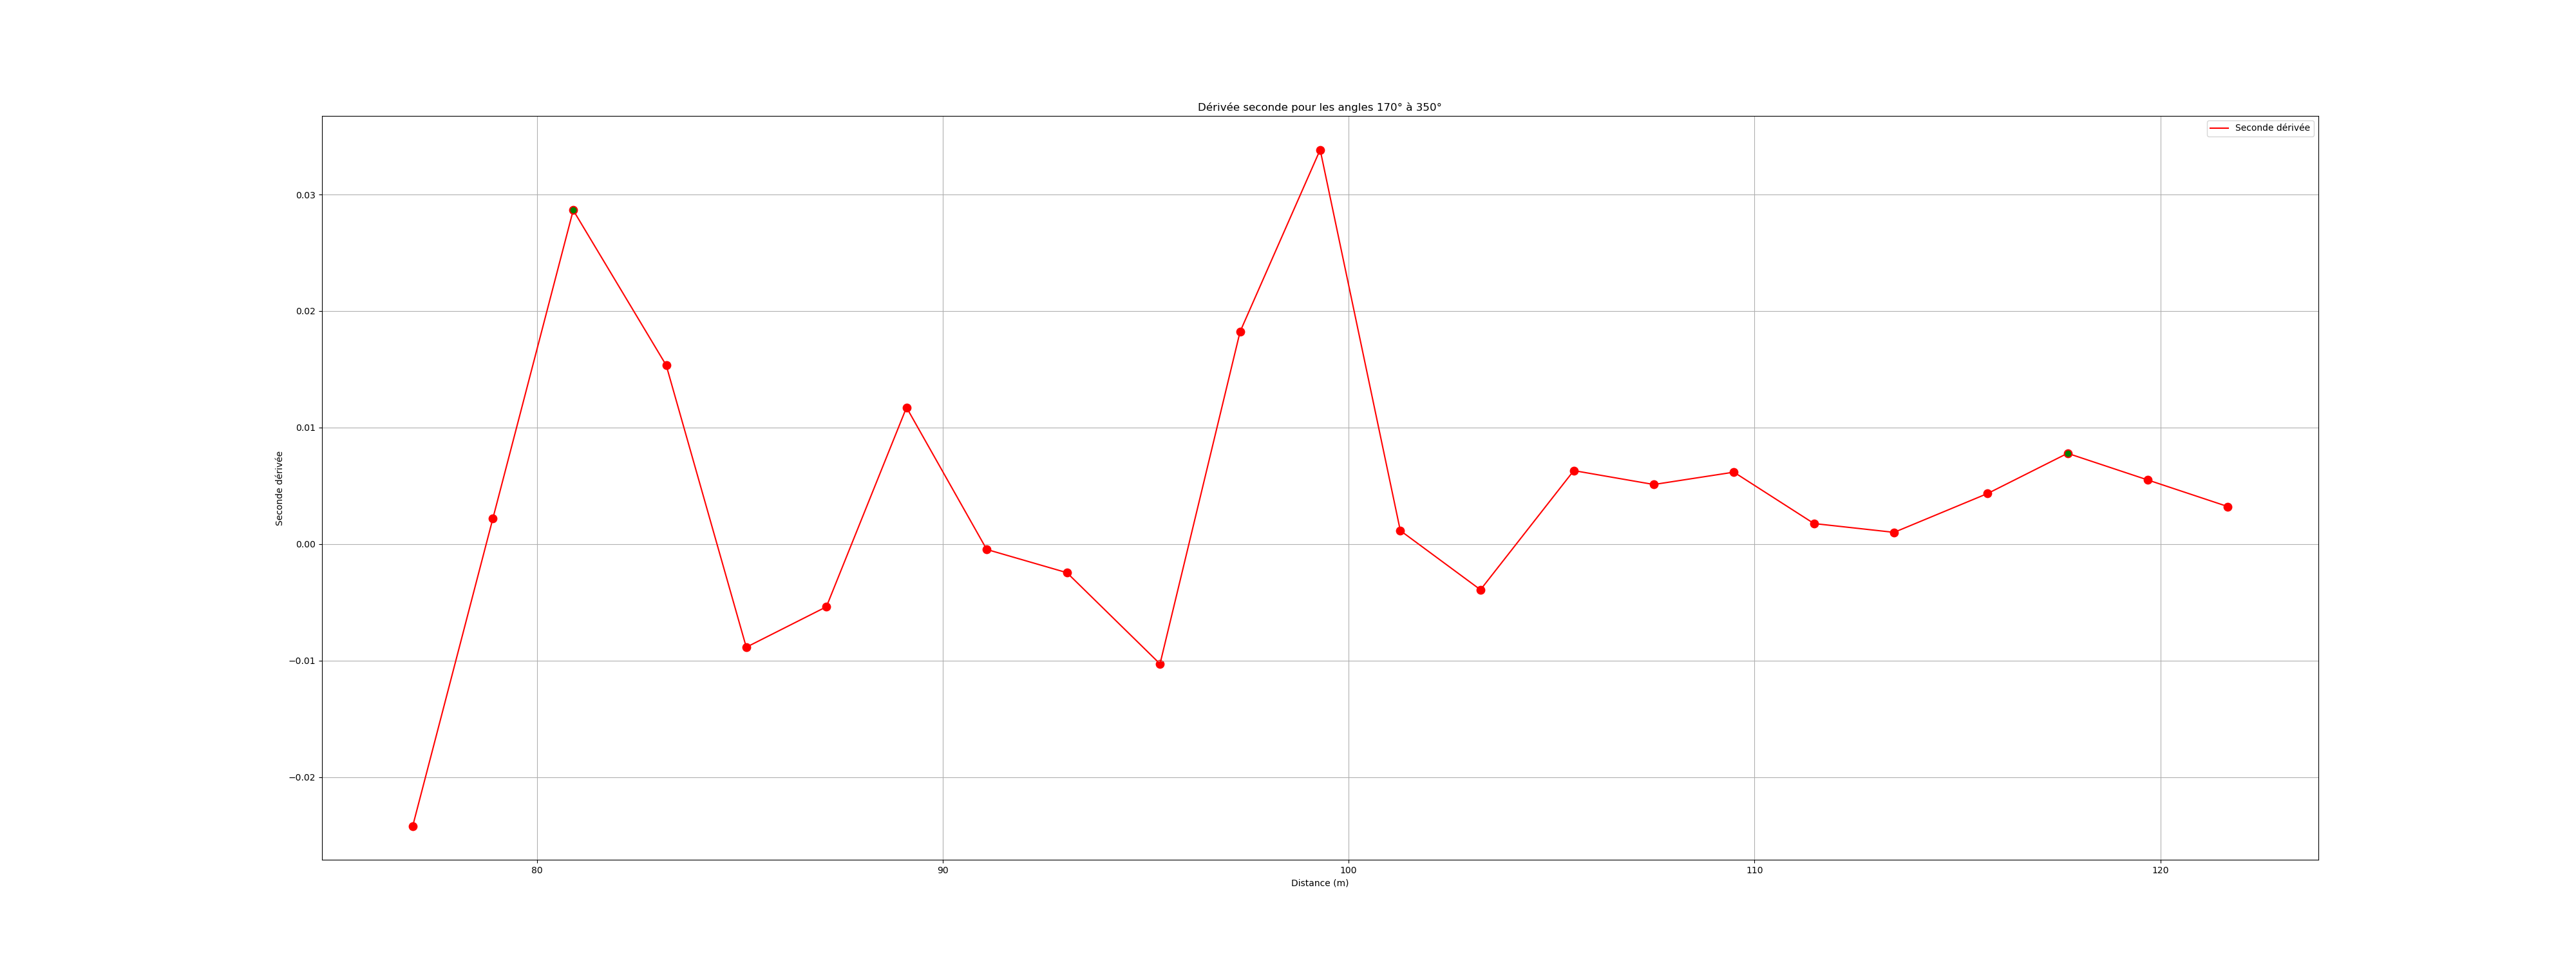 Dérivée seconde pour les angles 170° à 350°
Seconde dérivée
0.03
0.02
0.01
0.00
−0.01
−0.02
Seconde dérivée
80
90
100
110
120
Distance (m)